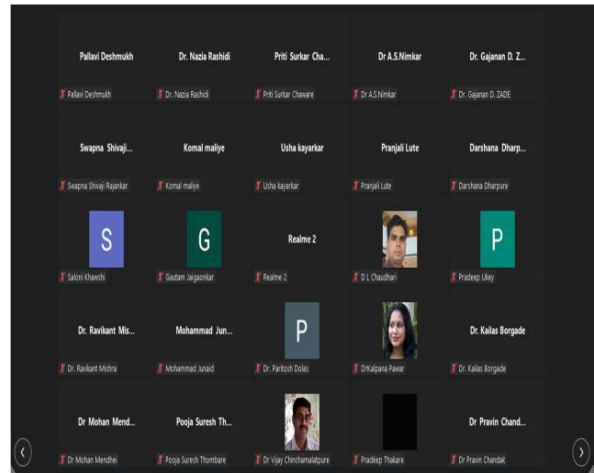 Pallavi Deshmukh
Dr. Nazia Rashidi
Priti Surkar Cha...
Dr A.S.Nimkar
Dr. Gajanan D. Z...
Pallavi Deshmukh
Dr. Nazia Rashidi
Priti Surkar Chaware
Dr A.S.Nimkar
Dr. Gajanan D. ZADE
Swapna Shivaji...
Komal maliye
Usha kayarkar
Pranjali Lute
Darshana Dharp...
Swapna Shivaji Rajankar
Komal maliye
Usha kayarkar
Pranjali Lute
Darshana Dharpure
S
G
Realme 2
P
Saloni Khawshi
Gautam Jaigaonkar
Realme 2
D L Chaudhari
Pradeep Ukey
Dr. Ravikant Mis...
Mohammad Jun...
P
Dr. Kailas Borgade
Dr. Ravikant Mishra
Mohammad Junaid
Dr. Paritosh Dolas
DrKalpana Pawar
Dr. Kailas Borgade
Dr Mohan Mend...
Pooja Suresh Th...
Dr Pravin Chand...
Dr Mohan Mendhei
Pooja Suresh Thombare
Dr Vijay Chinchamalatpure
Pradeep Thakare
Dr Pravin Chandak